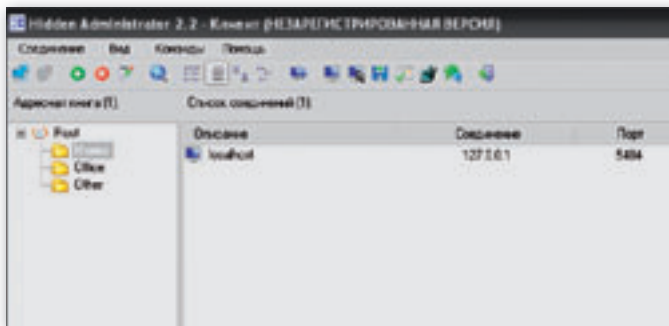 Hidden Administrator 2.2 - Клиент (НЕЗАРЕГИСТРИРОВАННАЯ ВЕРСИЯ)
Соединение Вид Команды Помощь
Адресная книга (1) Список соединений (1)
Root
Office
Other
Описание Соединение Порт
localhost 127.0.0.1